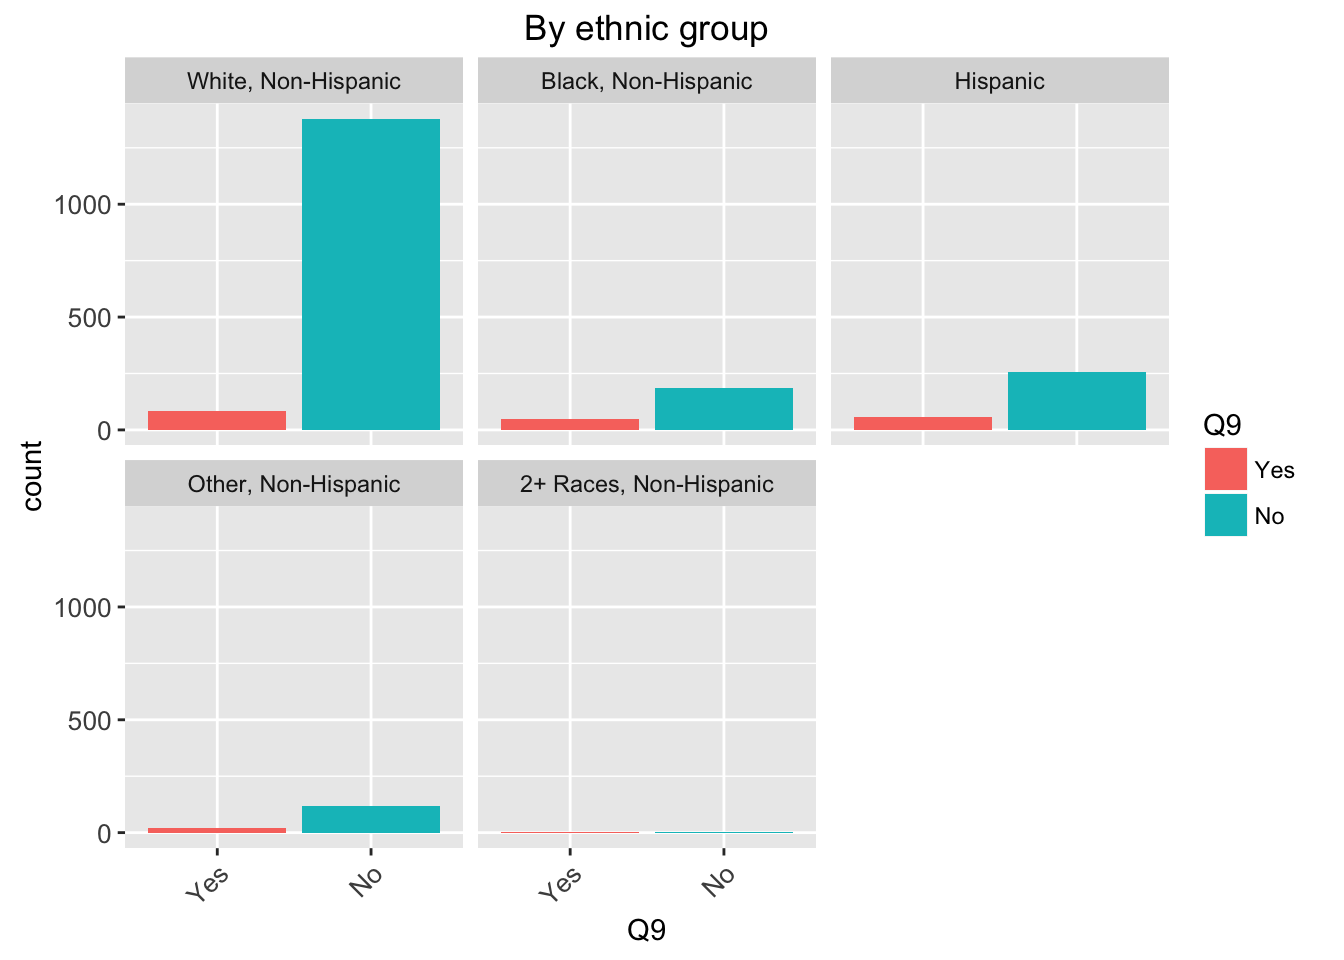 By ethnic group
White, Non-Hispanic
Black, Non-Hispanic
Hispanic
1000
500
0
count
Other, Non-Hispanic
2+ Races, Non-Hispanic
1000
500
0
Yes
No
Yes
No
Q9
Q9
Yes
No